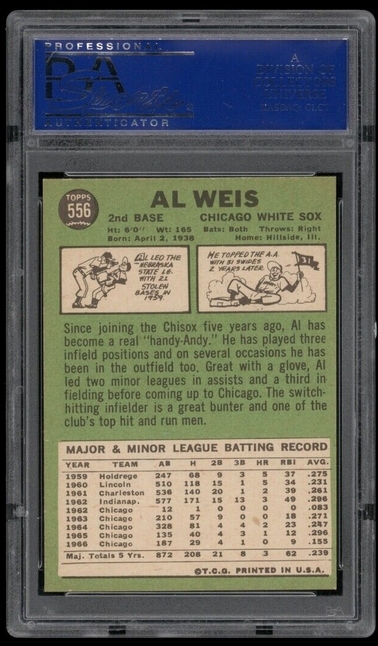 PROFESSIONAL
AUTHENTICATOR
A
DIVISION OF
TOPPS
556
AL WEIS
2nd BASE CHICAGO WHITE SOX
Ht: 6'0" Wt: 165 Bats: Both Throws: Right
Born: April 2, 1938 Home: Hillside, Ill.
AL LED THE
NEBRASKA
STATE LG.
WITH 21
STOLEN
BASES IN
1959.
HE TOPPED THE A.A.
WITH 31 SWIPES
2 YEARS LATER.
31
Since joining the Chisox five years ago, Al has
become a real "handy-Andy." He has played three
infield positions and on several occasions he has
been in the outfield too. Great with a glove, Al
led two minor leagues in assists and a third in
fielding before coming up to Chicago. The switch-
hitting infielder is a great bunter and one of the
club's top hit and run men.
MAJOR & MINOR LEAGUE BATTING RECORD
YEAR TEAM AB H 2B 3B HR RBI AVG.
1959 Holdrege 247 68 9 3 5 37 .275
1960 Lincoln 510 118 15 1 5 34 .231
1961 Charleston 536 140 20 1 2 39 .261
1962 Indianap. 577 171 15 13 3 49 .296
1962 Chicago 12 1 0 0 0 0 .083
1963 Chicago 210 57 9 0 0 18 .271
1964 Chicago 328 81 4 4 2 23 .247
1965 Chicago 135 40 4 3 1 12 .296
1966 Chicago 187 29 4 1 0 9 .155
Maj. Totals 5 Yrs. 872 208 21 8 3 62 .239
©T.C.G. PRINTED IN U.S.A.